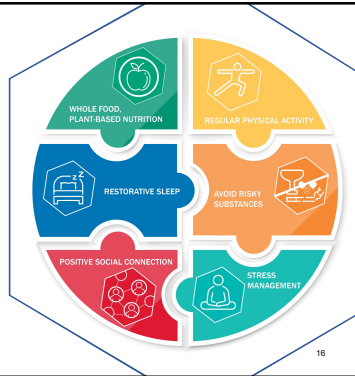 WHOLE FOOD,
PLANT-BASED NUTRITION
REGULAR PHYSICAL ACTIVITY
z z
RESTORATIVE SLEEP
AVOID RISKY
SUBSTANCES
POSITIVE SOCIAL CONNECTION
STRESS
MANAGEMENT
16